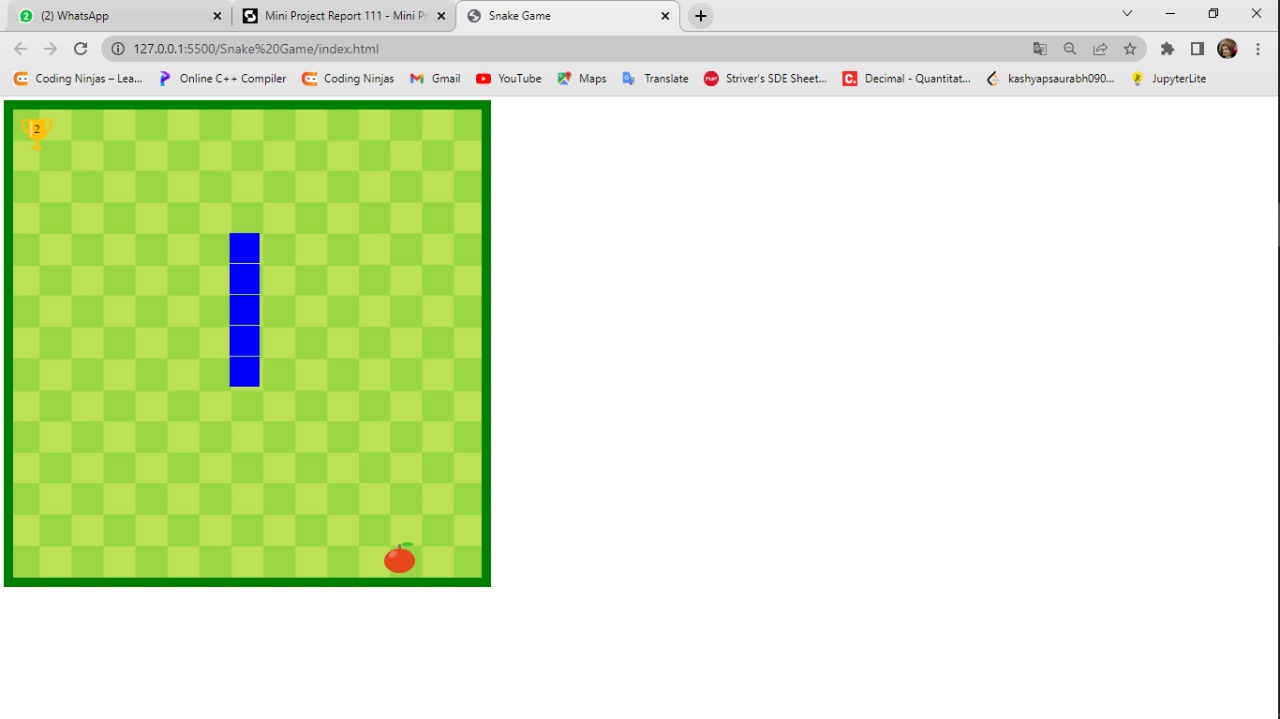 2 (2) WhatsApp Mini Project Report 111 - Mini Pr Snake Game
127.0.0.1:5500/Snake%20Game/index.html
Coding Ninjas – Lea... Online C++ Compiler Coding Ninjas Gmail YouTube Maps Translate TUF Striver's SDE Sheet... Decimal - Quantitat... kashyapsaurabh090... JupyterLite
2